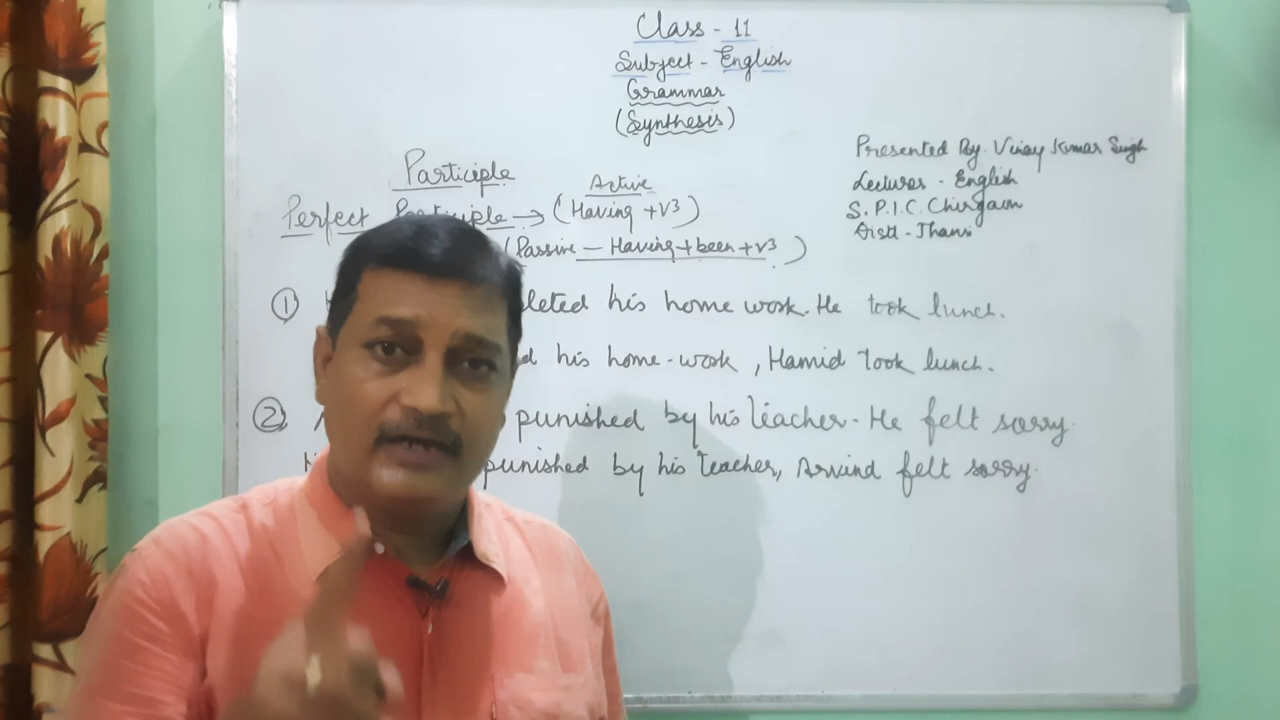 Class - 11
Subject - English
Grammar
(Synthesis)
Presented By. Vinay Kumar Singh
Participle
Active
Lecturer - English
Perfect Participle → (Having + V3)
S. P. I. C. Chirgaon
Distt - Jhansi
(Passive - Having + been + v3)
① pleted his home work. He took lunch.
d his home-work, Hamid took lunch.
② punished by his teacher. He felt sorry.
punished by his teacher, Arvind felt sorry.